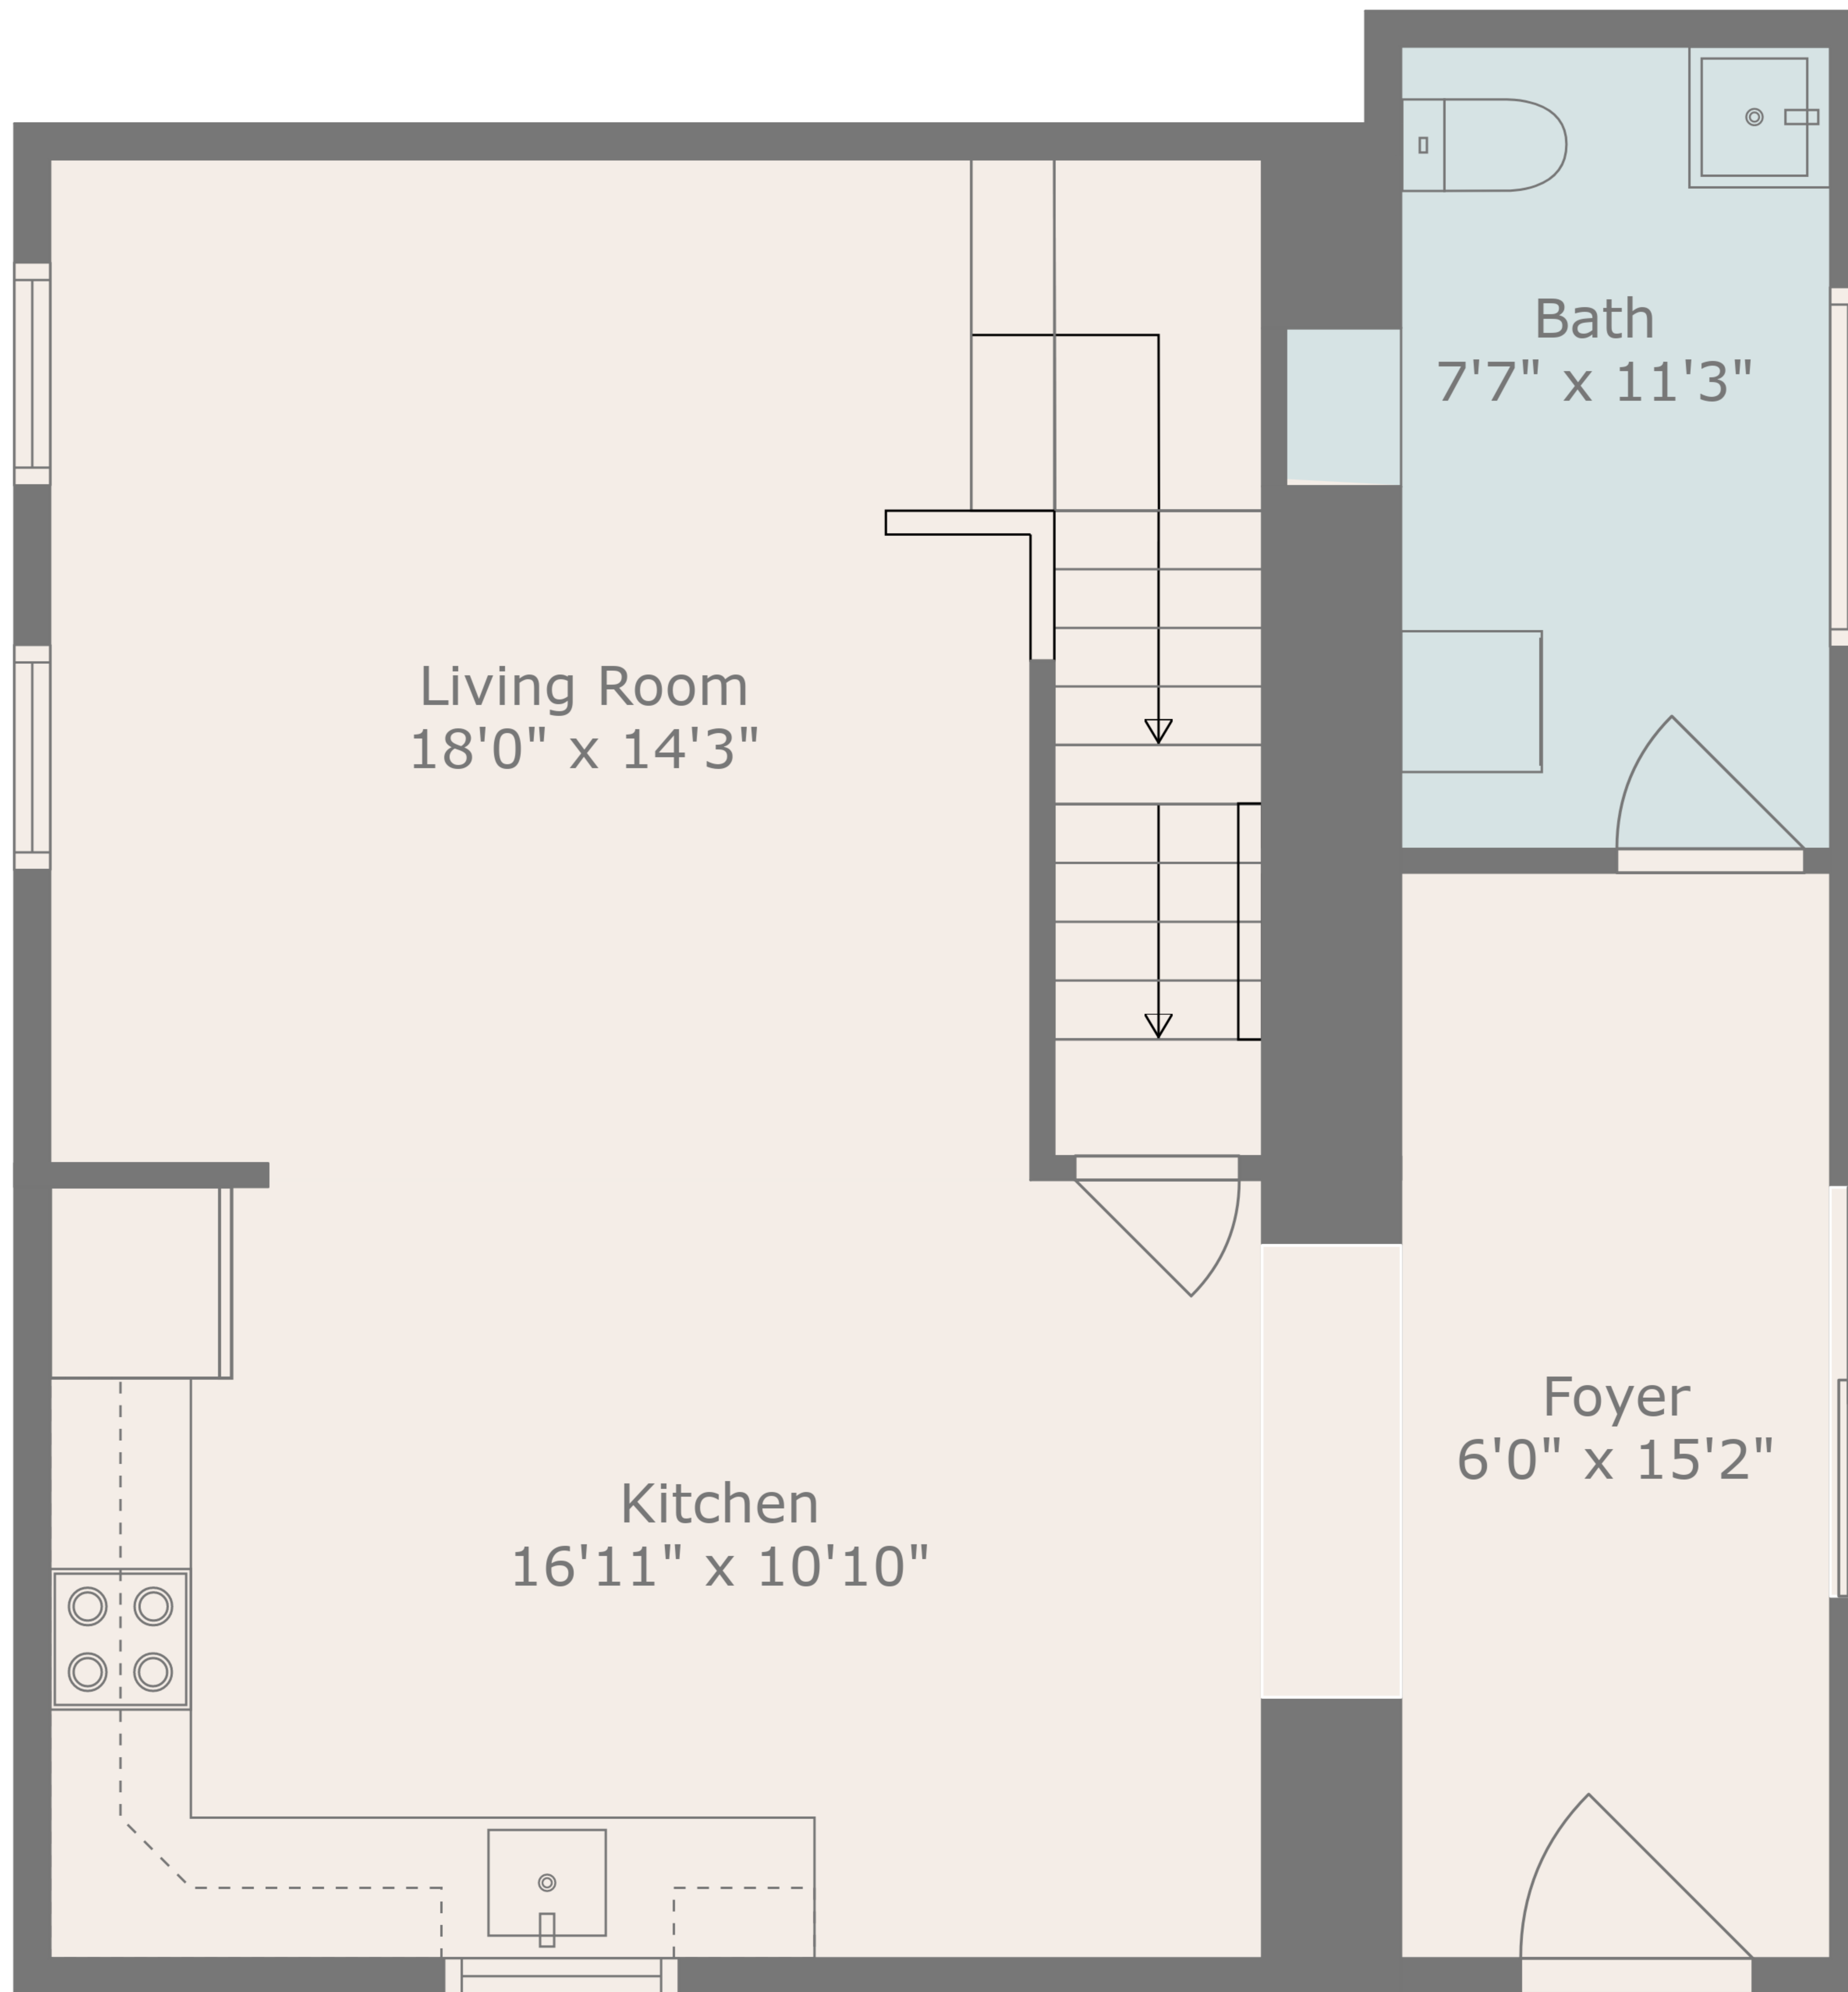 Bath
7'7" x 11'3"
Living Room
18'0" x 14'3"
Foyer
6'0" x 15'2"
Kitchen
16'11" x 10'10"